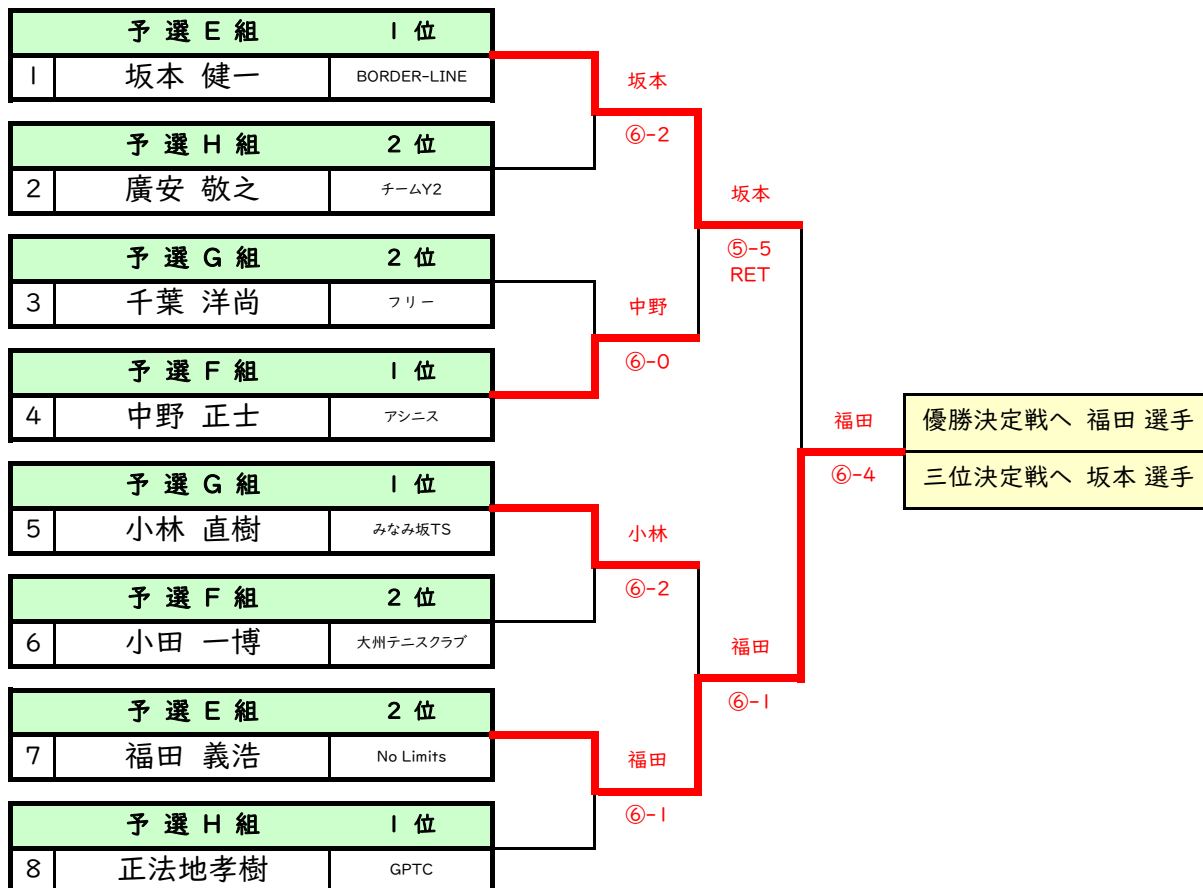 予選E組 1位
1 坂本 健一 BORDER-LINE
予選H組 2位
2 廣安 敬之 チームY2
予選G組 2位
3 千葉 洋尚 フリー
予選F組 1位
4 中野 正士 アシニス
予選G組 1位
5 小林 直樹 みなみ坂TS
予選F組 2位
6 小田 一博 大州テニスクラブ
予選E組 2位
7 福田 義浩 No Limits
予選H組 1位
8 正法地孝樹 GPTC
坂本
⑥-2
中野
⑥-0
小林
⑥-2
福田
⑥-1
坂本
⑤-5
RET
福田
⑥-1
福田
⑥-4
優勝決定戦へ 福田 選手
三位決定戦へ 坂本 選手